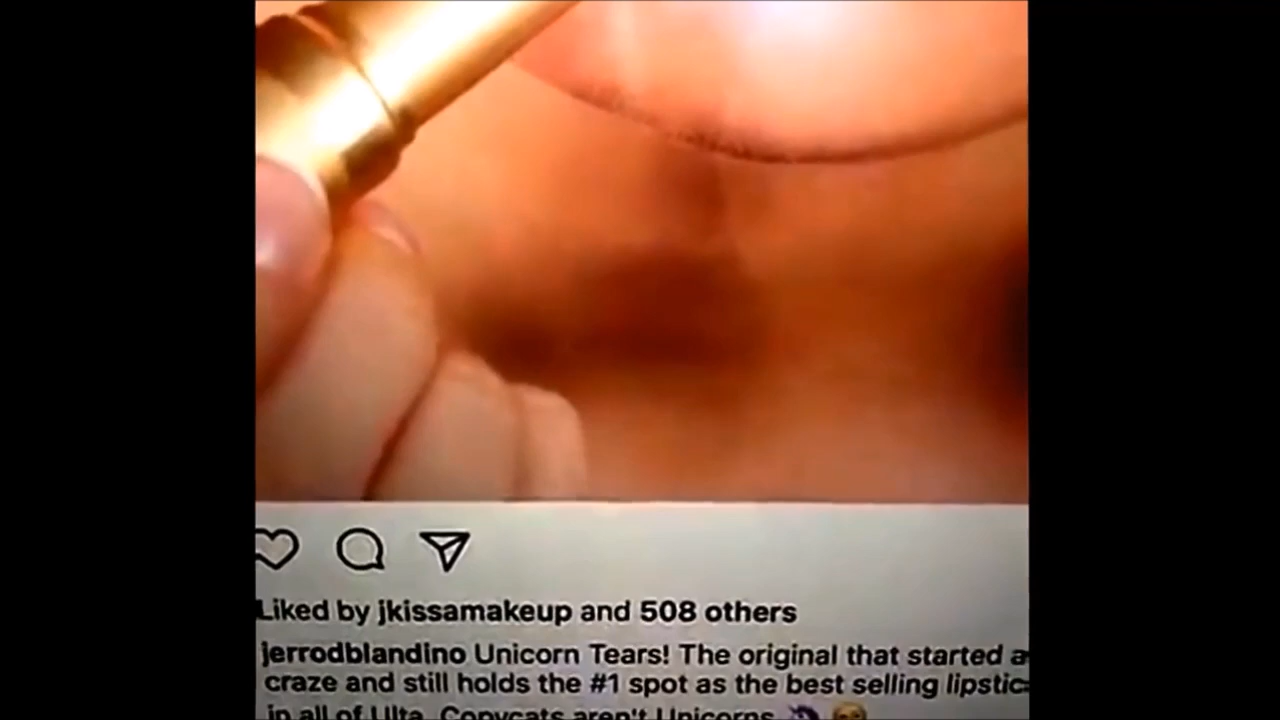 Liked by jkissamakeup and 508 others
jerrodblandino Unicorn Tears! The original that started a
craze and still holds the #1 spot as the best selling lipstic
in all of Ulta. Copycats aren't Unicorns 🦄